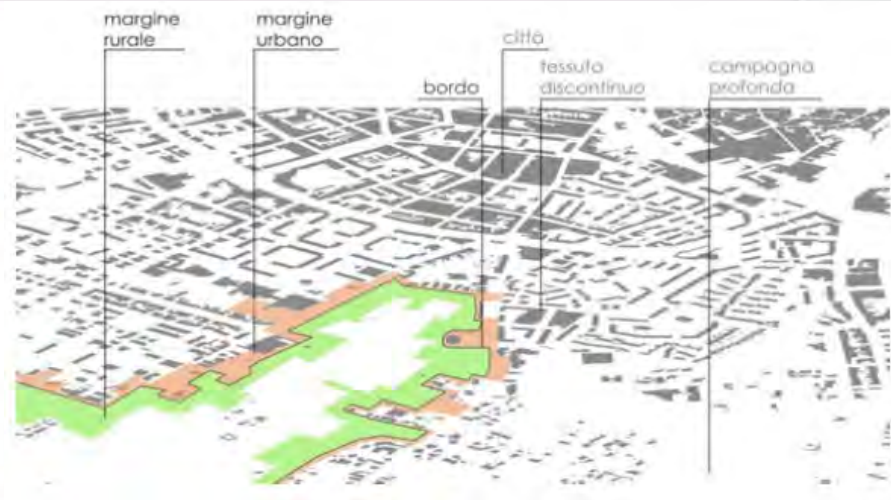 margine
rurale
margine
urbano
bordo
città
tessuto
discontinuo
campagna
profonda